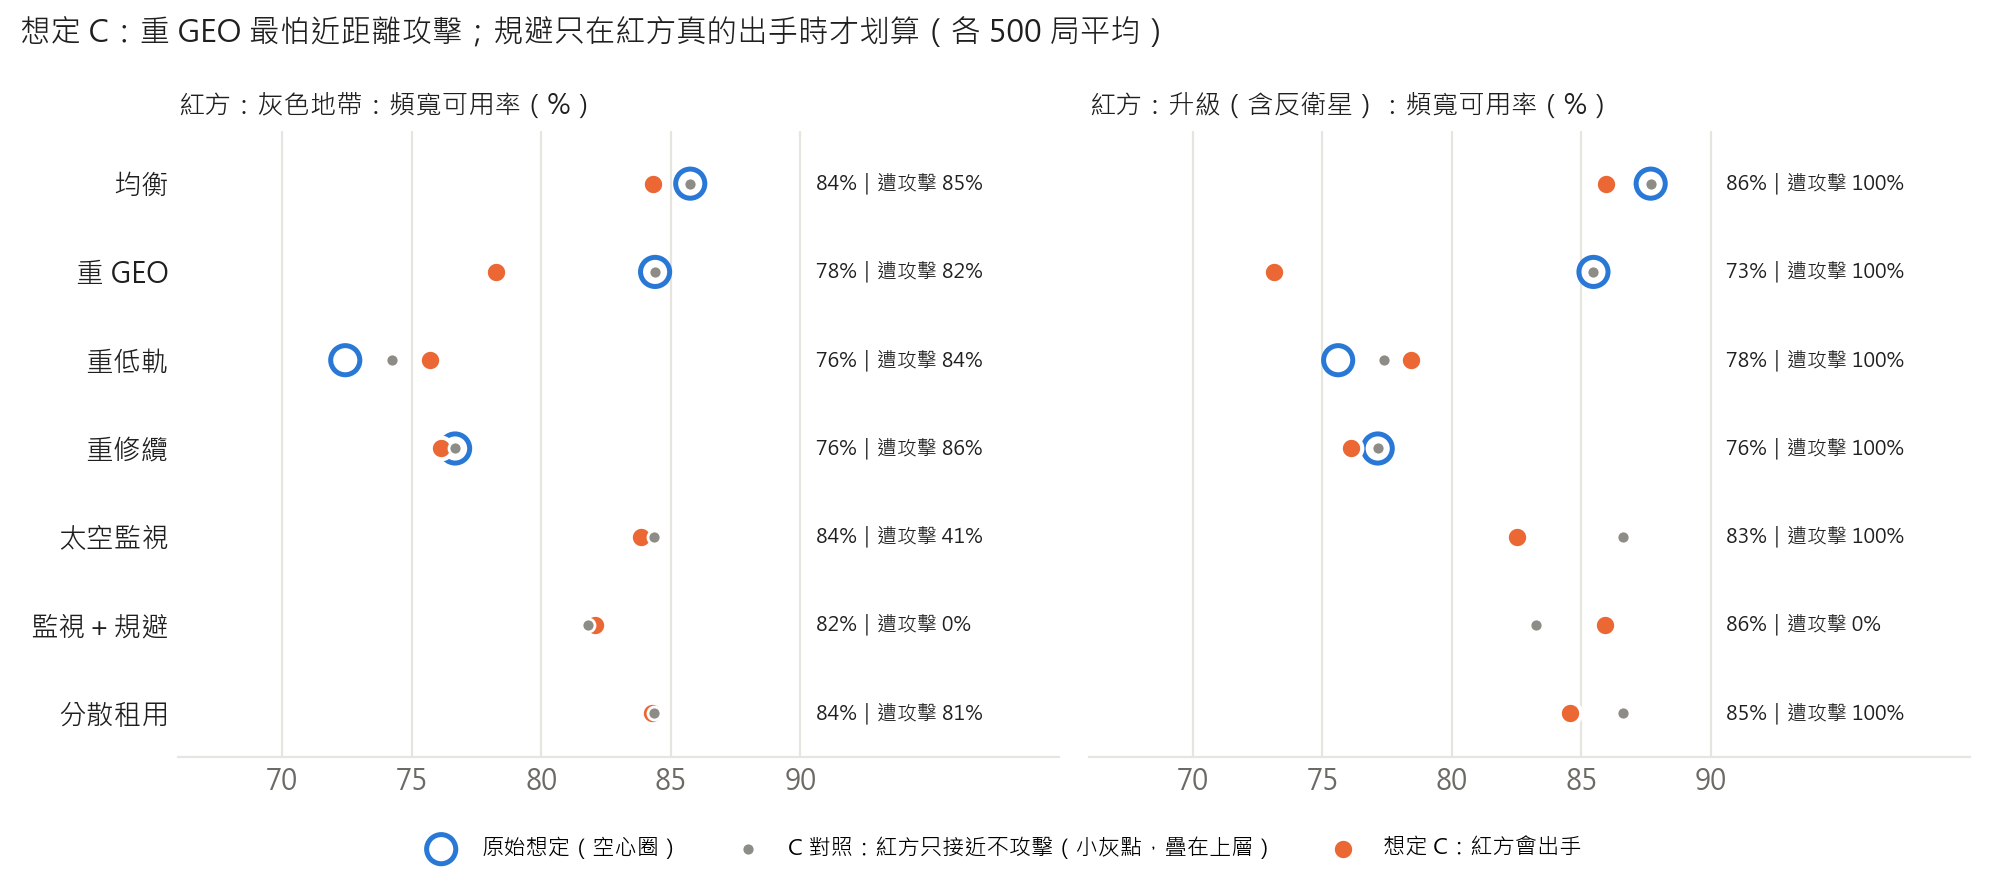 想定 C：重 GEO 最怕近距離攻擊；規避只在紅方真的出手時才划算（各 500 局平均）
紅方：灰色地帶：頻寬可用率（%）
均衡
84% | 遭攻擊 85%
重 GEO
78% | 遭攻擊 82%
重低軌
76% | 遭攻擊 84%
重修纜
76% | 遭攻擊 86%
太空監視
84% | 遭攻擊 41%
監視 + 規避
82% | 遭攻擊 0%
分散租用
84% | 遭攻擊 81%
70 75 80 85 90
紅方：升級（含反衛星）：頻寬可用率（%）
86% | 遭攻擊 100%
73% | 遭攻擊 100%
78% | 遭攻擊 100%
76% | 遭攻擊 100%
83% | 遭攻擊 100%
86% | 遭攻擊 0%
85% | 遭攻擊 100%
70 75 80 85 90
原始想定（空心圈）
C 對照：紅方只接近不攻擊（小灰點，疊在上層）
想定 C：紅方會出手